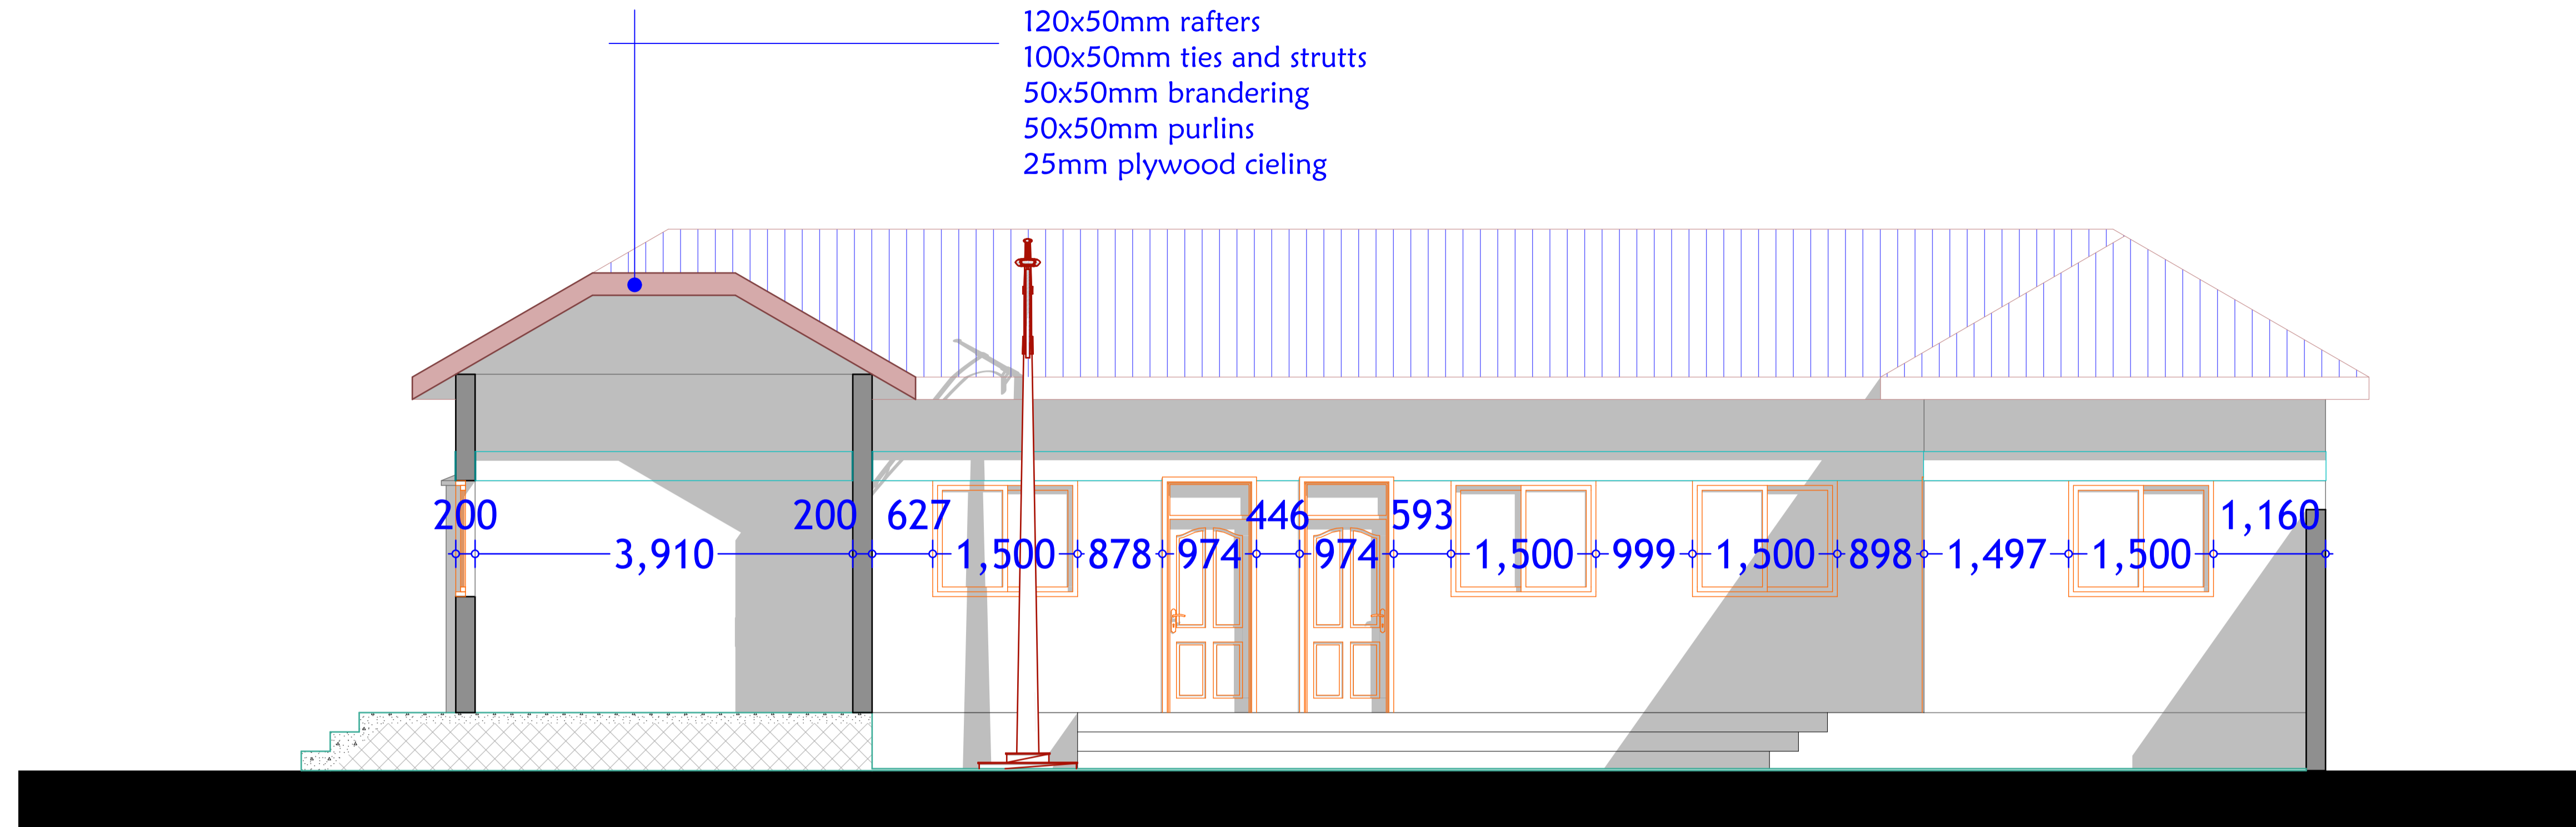 120x50mm rafters
100x50mm ties and strutts
50x50mm brandering
50x50mm purlins
25mm plywood cieling
200 200 627 446 593 1,160
3,910 1,500 878 974 974 1,500 999 1,500 898 1,497 1,500